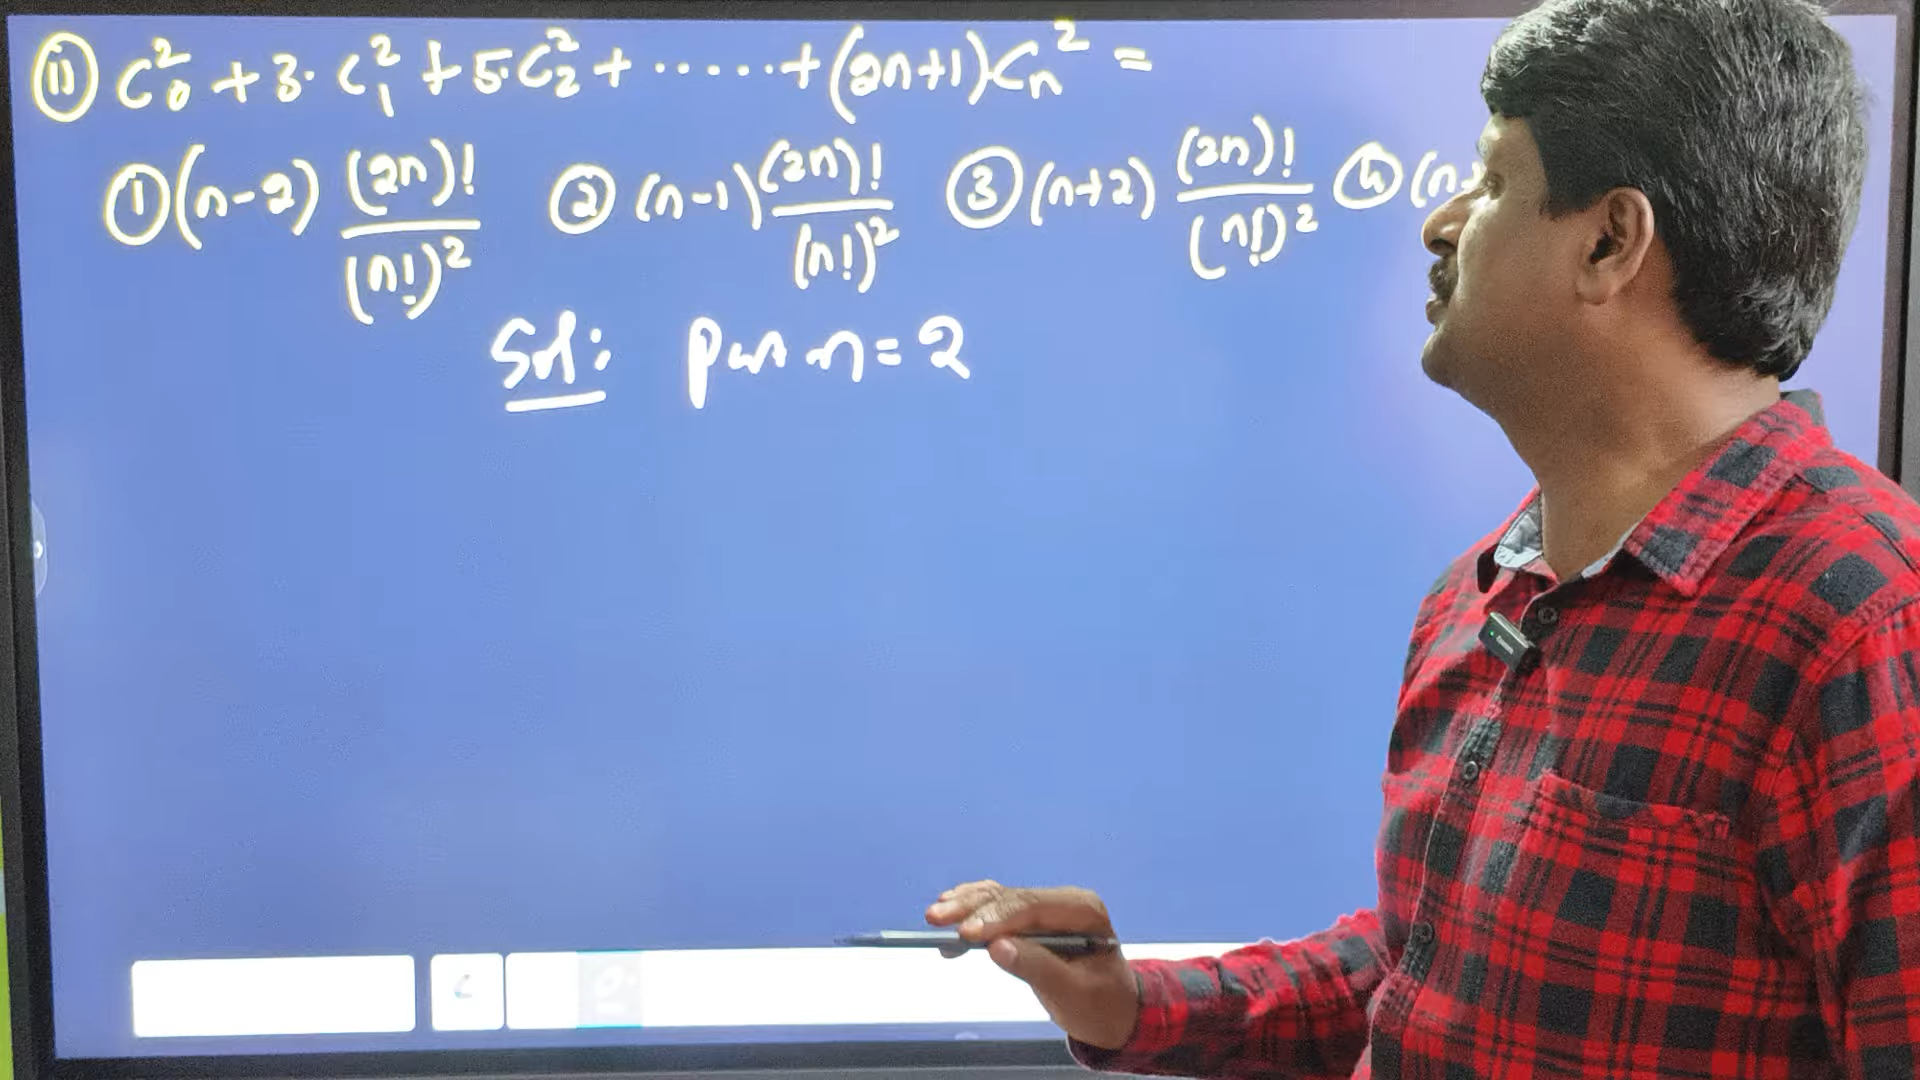 ii) C₀² + 3·C₁² + 5·C₂² + ······ + (2n+1)·Cₙ² =
① (n-2) (2n)!/(n!)² ② (n-1) (2n)!/(n!)² ③ (n+2) (2n)!/(n!)² ④ (n
Sol: put n=2